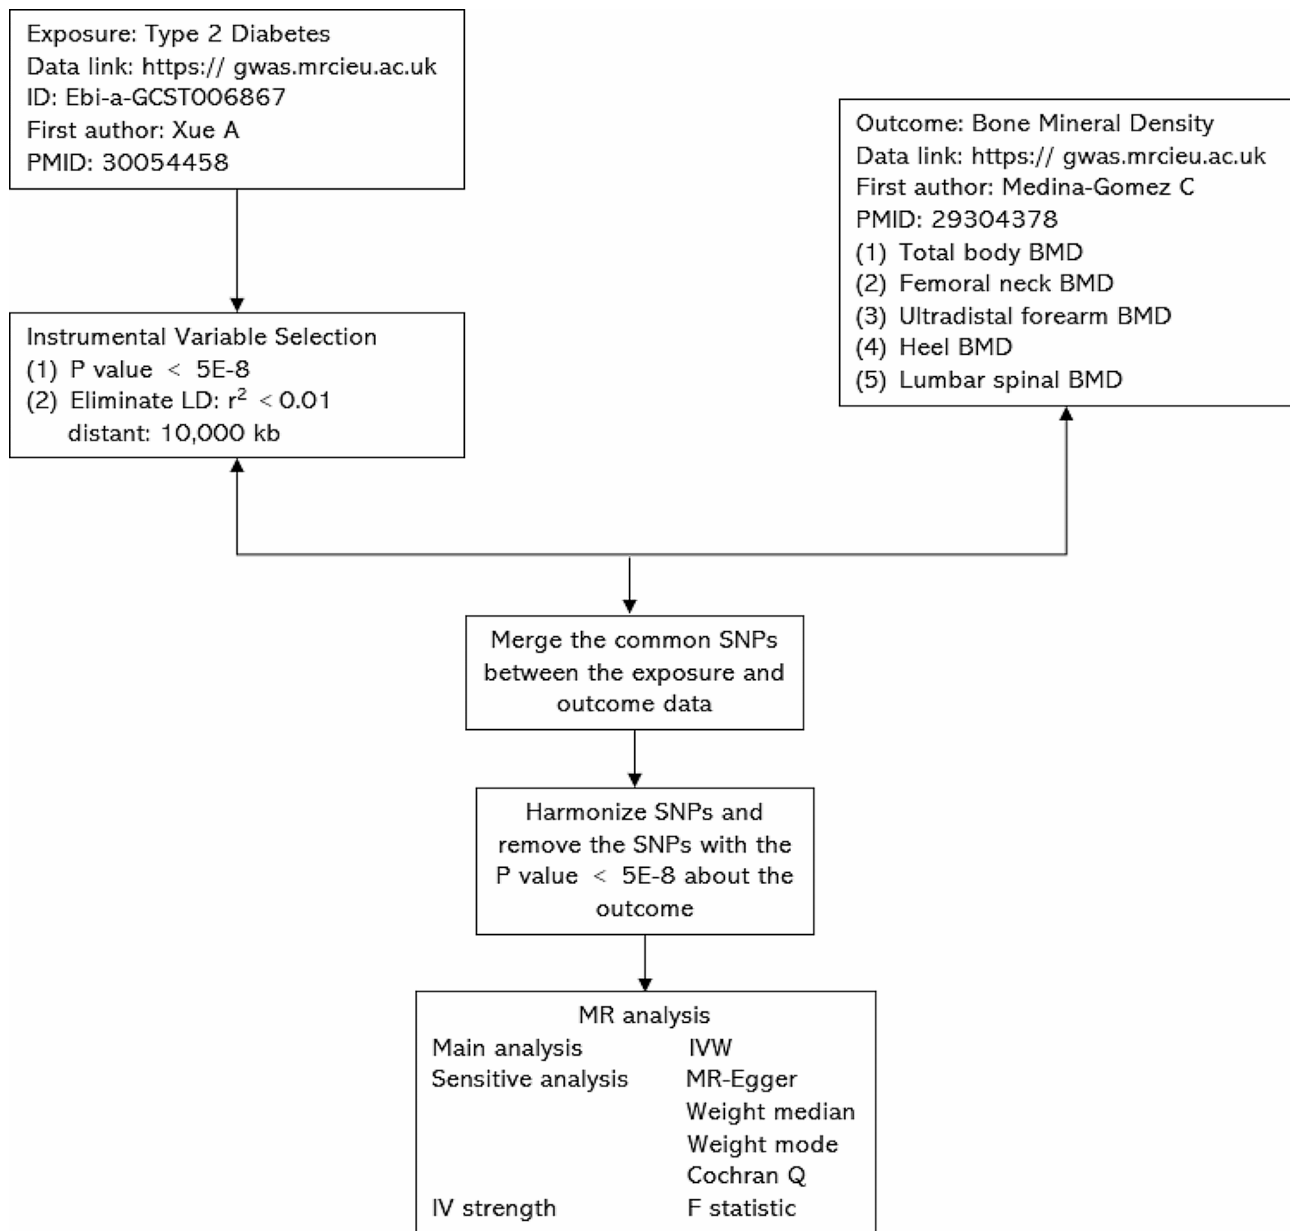 Exposure: Type 2 Diabetes
Data link: https:// gwas.mrcieu.ac.uk
ID: Ebi-a-GCST006867
First author: Xue A
PMID: 30054458
Outcome: Bone Mineral Density
Data link: https:// gwas.mrcieu.ac.uk
First author: Medina-Gomez C
PMID: 29304378
(1) Total body BMD
(2) Femoral neck BMD
(3) Ultradistal forearm BMD
(4) Heel BMD
(5) Lumbar spinal BMD
Instrumental Variable Selection
(1) P value < 5E-8
(2) Eliminate LD: r² < 0.01
distant: 10,000 kb
Merge the common SNPs
between the exposure and
outcome data
Harmonize SNPs and
remove the SNPs with the
P value < 5E-8 about the
outcome
MR analysis
Main analysis IVW
Sensitive analysis MR-Egger
Weight median
Weight mode
Cochran Q
IV strength F statistic